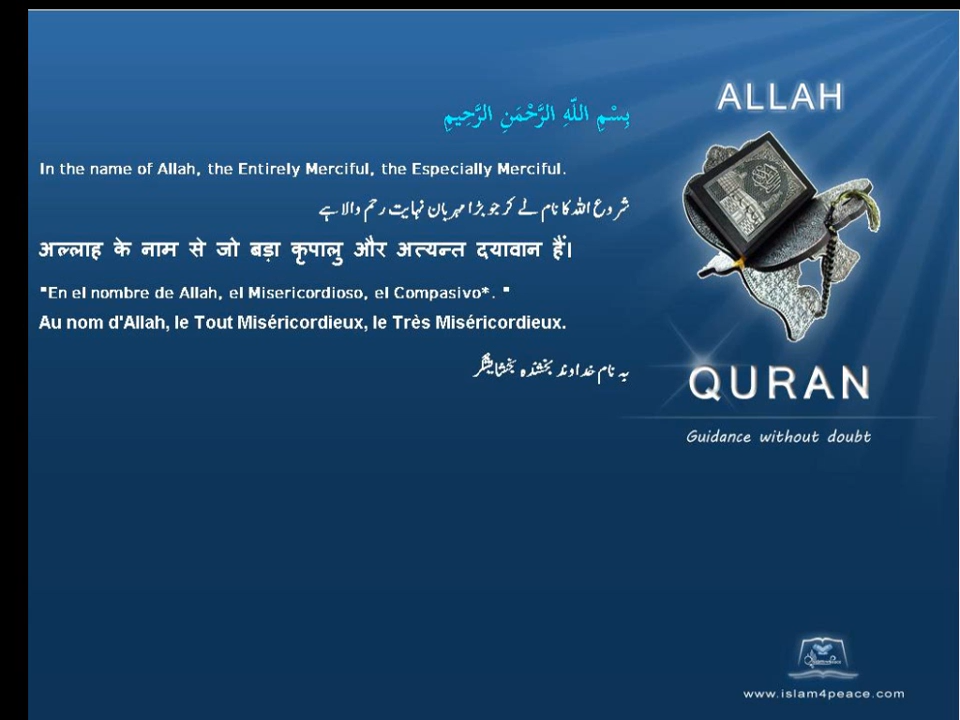 بِسْمِ اللَّهِ الرَّحْمَنِ الرَّحِيمِ
In the name of Allah, the Entirely Merciful, the Especially Merciful.
شروع الله کا نام لے کر جو بڑا مہربان نہایت رحم والا ہے
अल्लाह के नाम से जो बड़ा कृपालु और अत्यन्त दयावान हैं।
"En el nombre de Allah, el Misericordioso, el Compasivo*. "
Au nom d'Allah, le Tout Miséricordieux, le Très Miséricordieux.
به نام خداوند بخشنده بخشایشگر
ALLAH
QURAN
Guidance without doubt
www.islam4peace.com